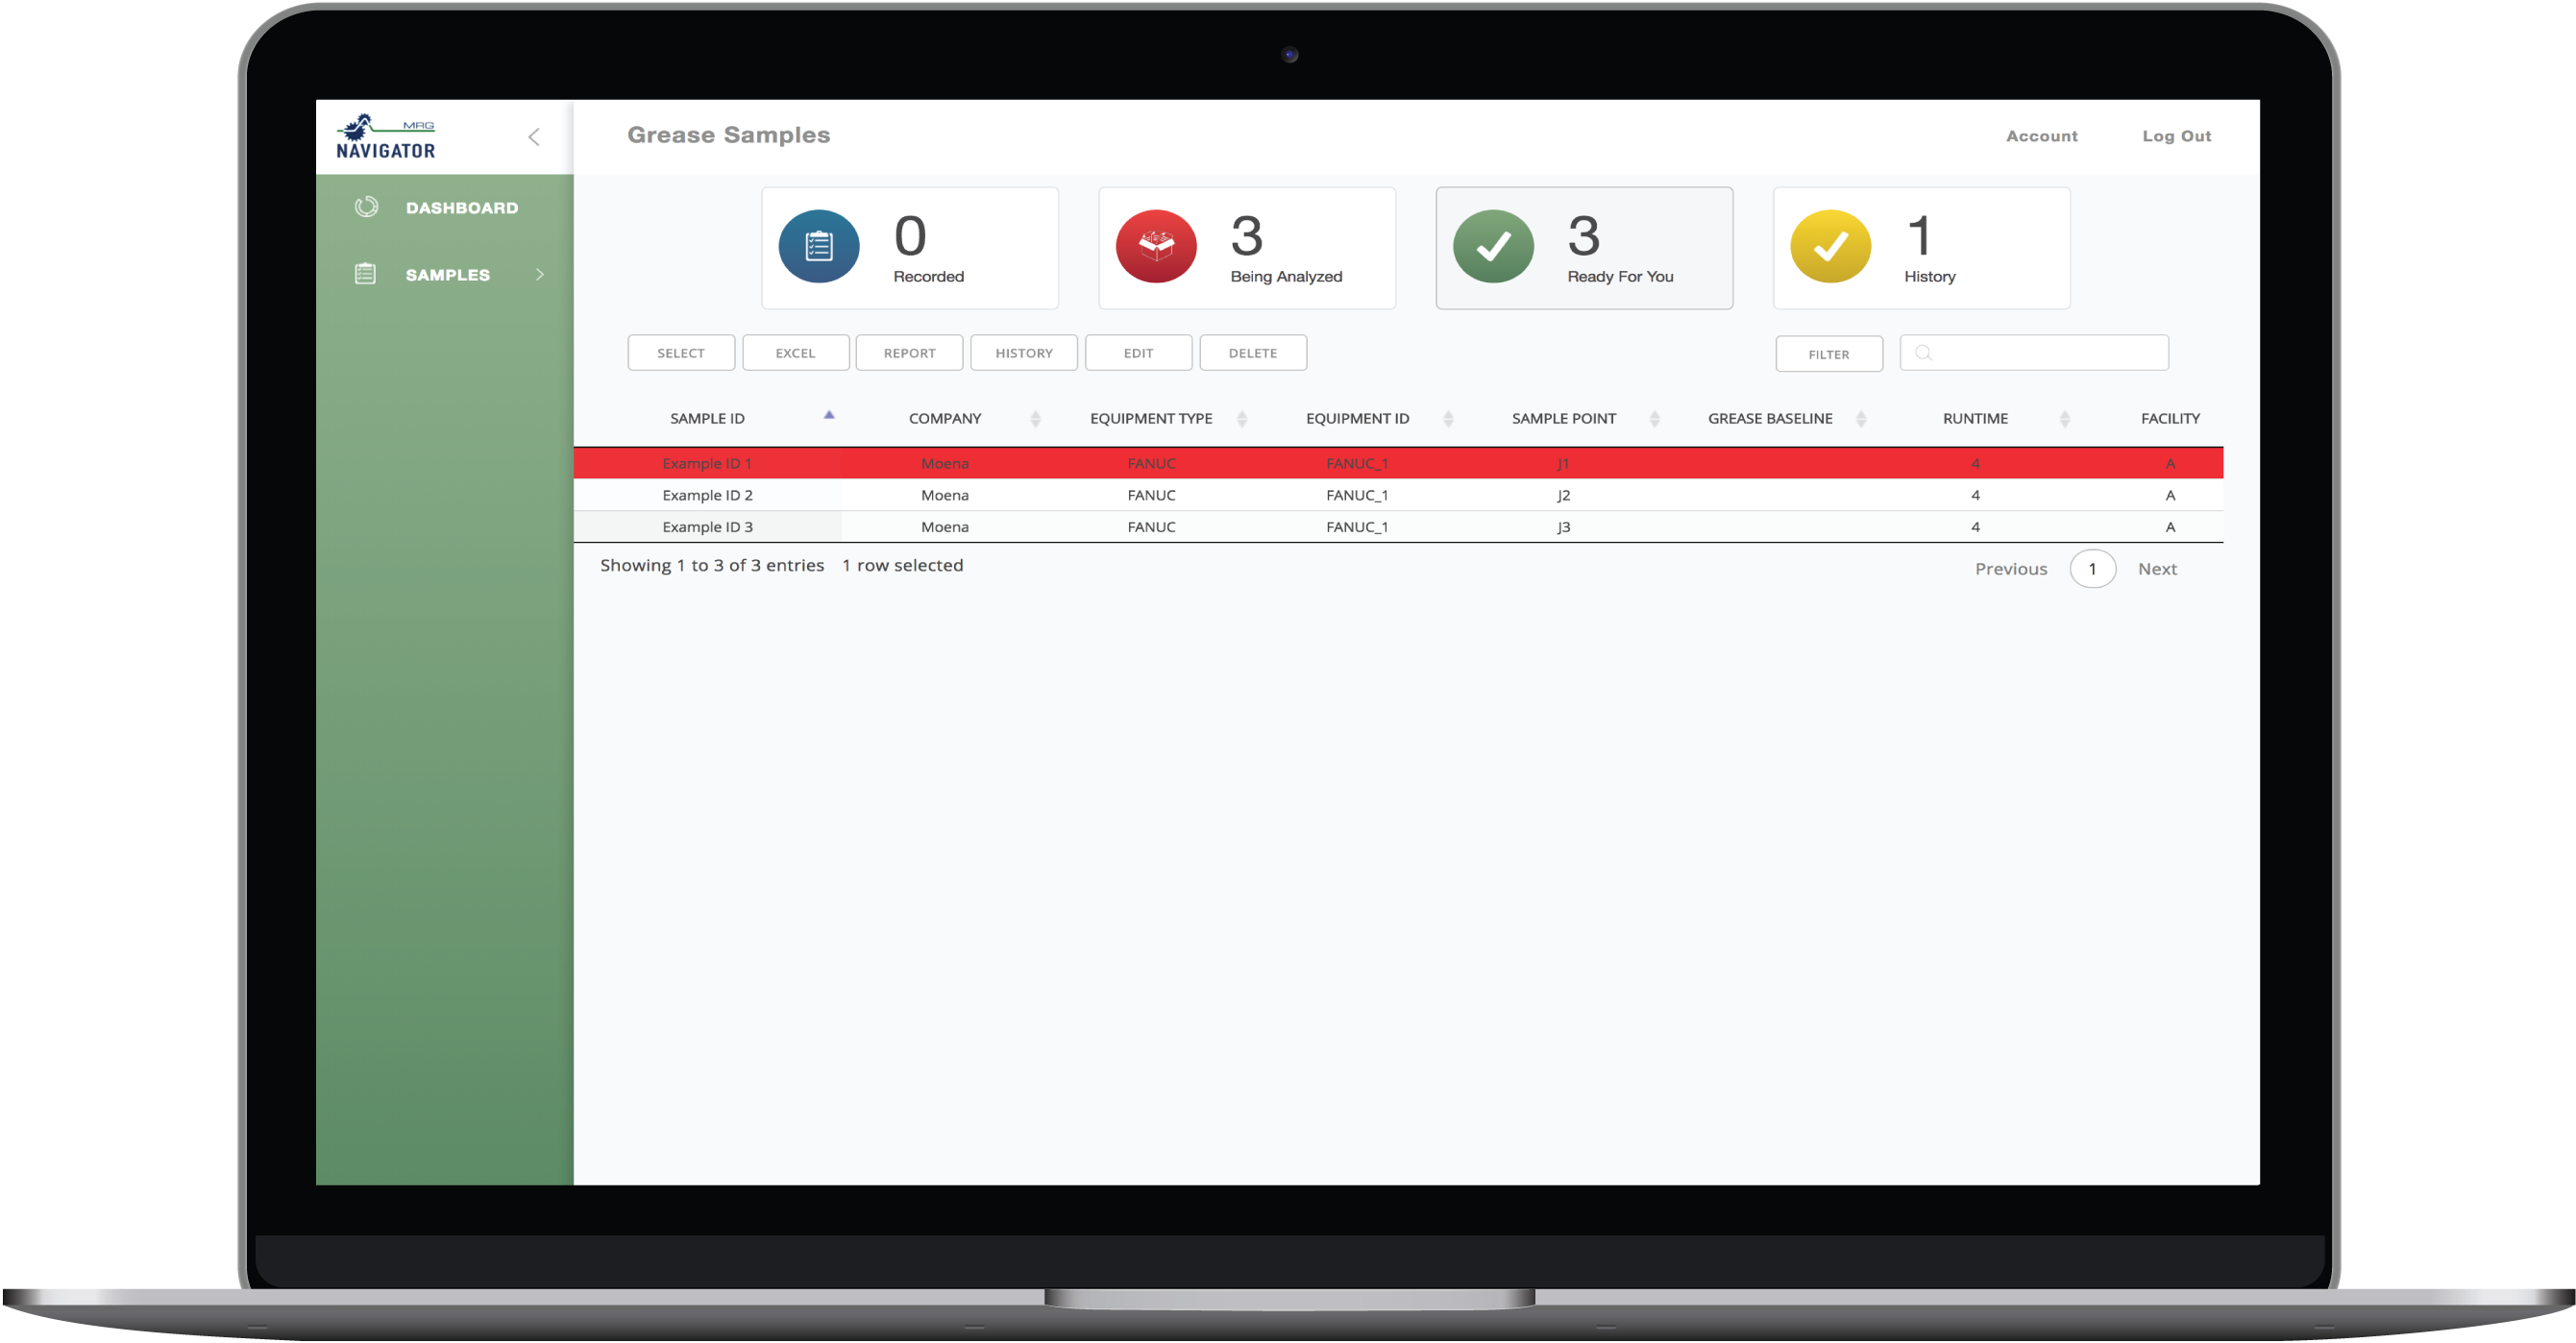 MRG
NAVIGATOR
Grease Samples
Account
Log Out
DASHBOARD
SAMPLES
0
Recorded
3
Being Analyzed
3
Ready For You
1
History
SELECT EXCEL REPORT HISTORY EDIT DELETE FILTER
SAMPLE ID COMPANY EQUIPMENT TYPE EQUIPMENT ID SAMPLE POINT GREASE BASELINE RUNTIME FACILITY
Example ID 1 Moena FANUC FANUC_1 J1 4 A
Example ID 2 Moena FANUC FANUC_1 J2 4 A
Example ID 3 Moena FANUC FANUC_1 J3 4 A
Showing 1 to 3 of 3 entries 1 row selected
Previous 1 Next